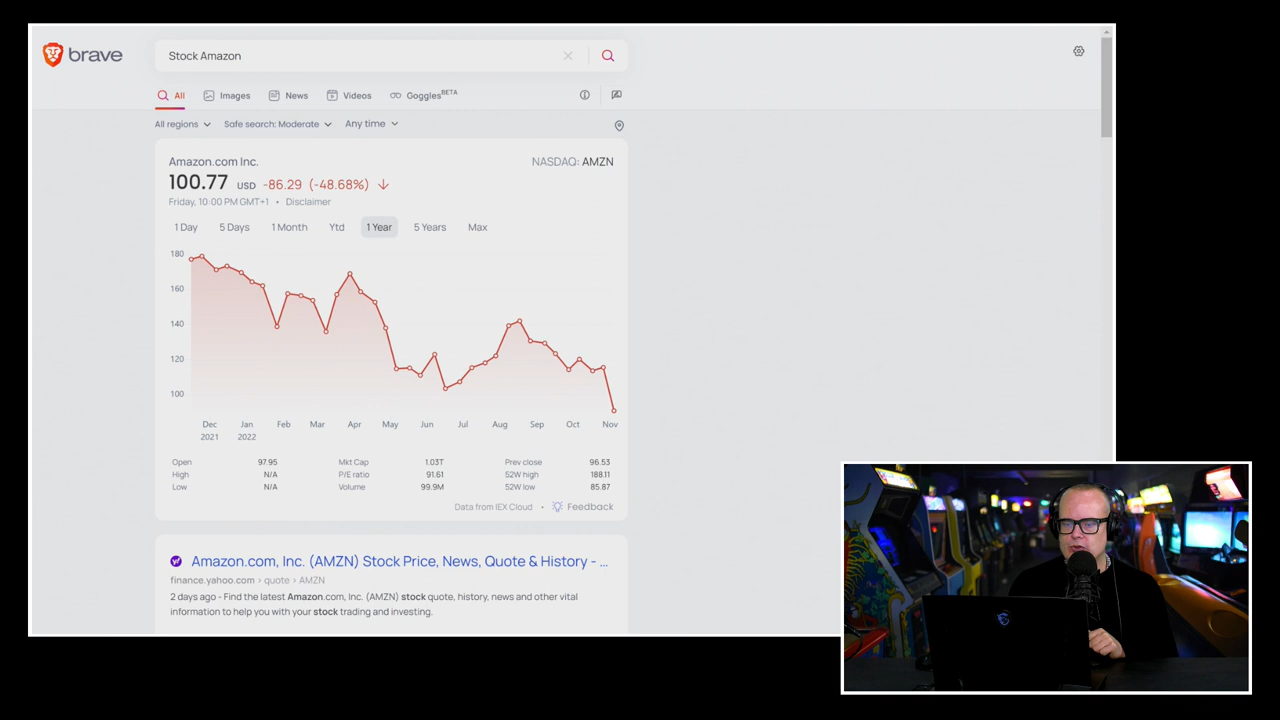 brave
Stock Amazon
All Images News Videos Goggles BETA
All regions Safe search: Moderate Any time
Amazon.com Inc. NASDAQ: AMZN
100.77 USD -86.29 (-48.68%) ↓
Friday, 10:00 PM GMT+1 • Disclaimer
1 Day 5 Days 1 Month Ytd 1 Year 5 Years Max
180
160
140
120
100
Dec Jan Feb Mar Apr May Jun Jul Aug Sep Oct Nov
2021 2022
Open 97.95 Mkt Cap 1.03T Prev close 96.53
High N/A P/E ratio 91.61 52W high 188.11
Low N/A Volume 99.9M 52W low 85.87
Data from IEX Cloud • Feedback
Amazon.com, Inc. (AMZN) Stock Price, News, Quote & History - ...
finance.yahoo.com › quote › AMZN
2 days ago - Find the latest Amazon.com, Inc. (AMZN) stock quote, history, news and other vital
information to help you with your stock trading and investing.